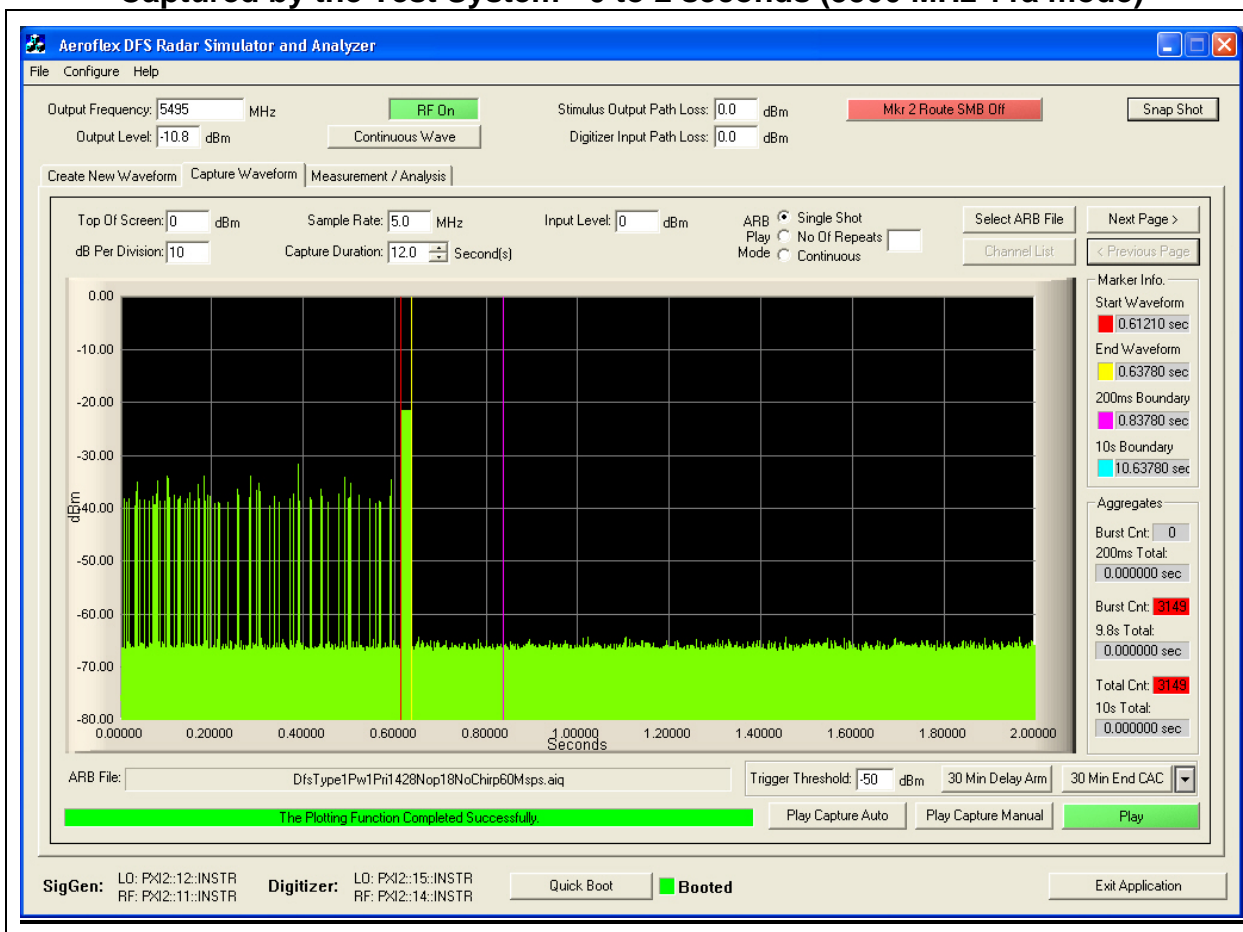 Aeroflex DFS Radar Simulator and Analyzer
File Configure Help
Output Frequency: 5495 MHz RF On Stimulus Output Path Loss: 0.0 dBm Mkr 2 Route SMB Off Snap Shot
Output Level: -10.8 dBm Continuous Wave Digitizer Input Path Loss: 0.0 dBm
Create New Waveform Capture Waveform Measurement / Analysis
Top Of Screen: 0 dBm Sample Rate: 5.0 MHz Input Level: 0 dBm ARB Play Mode Single Shot Select ARB File Next Page >
No Of Repeats
dB Per Division: 10 Capture Duration: 12.0 Second(s) Continuous Channel List < Previous Page
0.00
-10.00
-20.00
-30.00
-40.00
-50.00
-60.00
-70.00
-80.00
dBm
0.00000 0.20000 0.40000 0.60000 0.80000 1.00000 1.20000 1.40000 1.60000 1.80000 2.00000
Seconds
Marker Info.
Start Waveform
0.61210 sec
End Waveform
0.63780 sec
200ms Boundary
0.83780 sec
10s Boundary
10.63780 sec
Aggregates
Burst Cnt: 0
200ms Total:
0.000000 sec
Burst Cnt: 3149
9.8s Total:
0.000000 sec
Total Cnt: 3149
10s Total:
0.000000 sec
ARB File: DfsType1Pw1Pri1428Nop18NoChirp60Msps.aiq Trigger Threshold: -50 dBm 30 Min Delay Arm 30 Min End CAC
The Plotting Function Completed Successfully. Play Capture Auto Play Capture Manual Play
SigGen: LO: PXI2::12::INSTR Digitizer: LO: PXI2::15::INSTR Quick Boot Booted Exit Application
RF: PXI2::11::INSTR RF: PXI2::14::INSTR